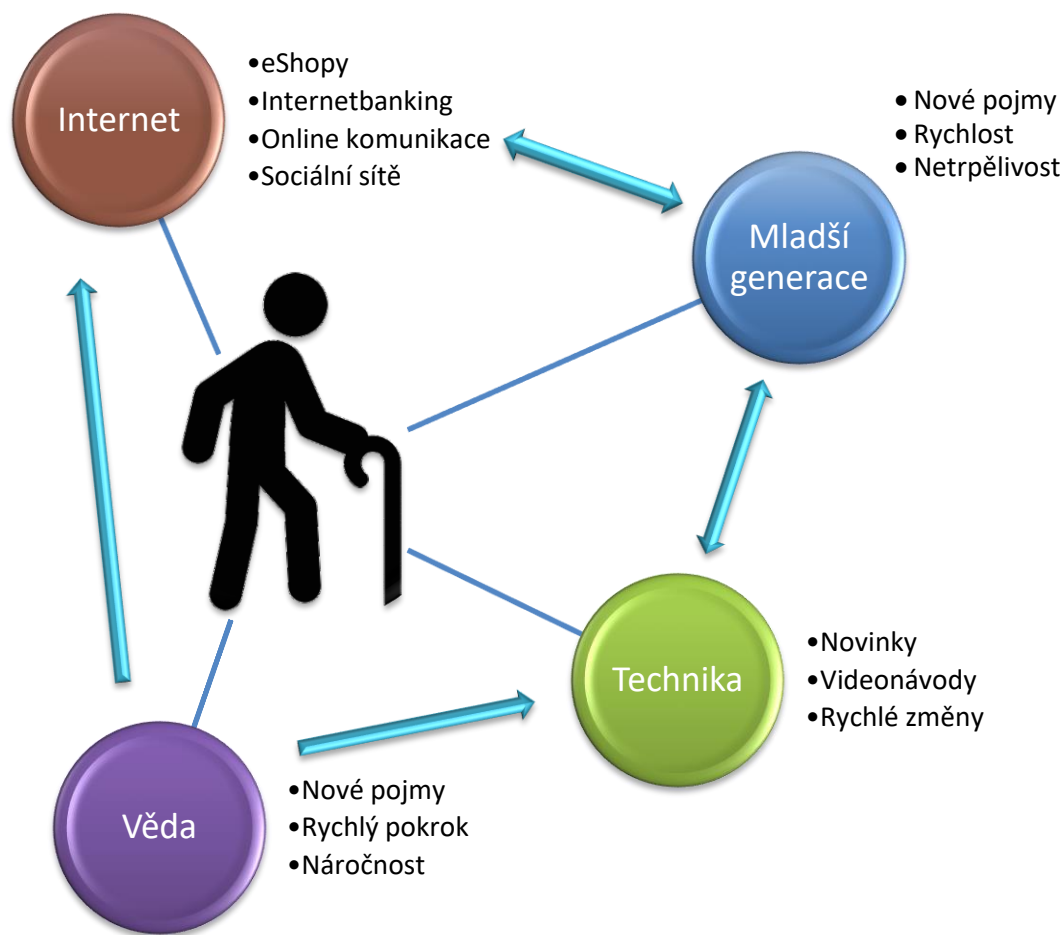 Internet
•eShopy
•Internetbanking
•Online komunikace
•Sociální sítě
• Nové pojmy
• Rychlost
• Netrpělivost
Mladší
generace
Technika
•Novinky
•Videonávody
•Rychlé změny
Věda
•Nové pojmy
•Rychlý pokrok
•Náročnost